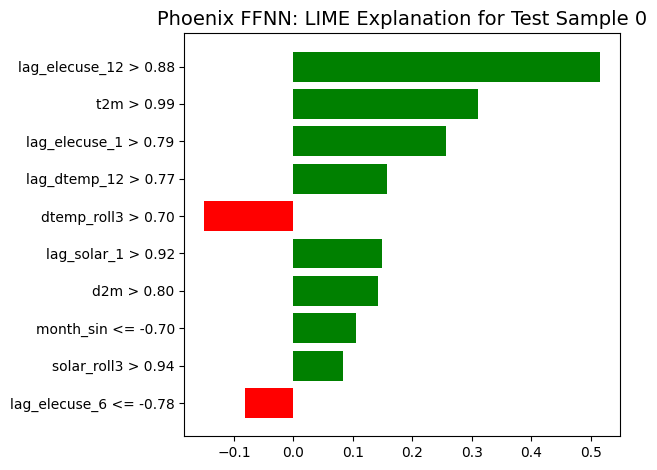 Phoenix FFNN: LIME Explanation for Test Sample 0
lag_elecuse_12 > 0.88
t2m > 0.99
lag_elecuse_1 > 0.79
lag_dtemp_12 > 0.77
dtemp_roll3 > 0.70
lag_solar_1 > 0.92
d2m > 0.80
month_sin <= -0.70
solar_roll3 > 0.94
lag_elecuse_6 <= -0.78
−0.1 0.0 0.1 0.2 0.3 0.4 0.5